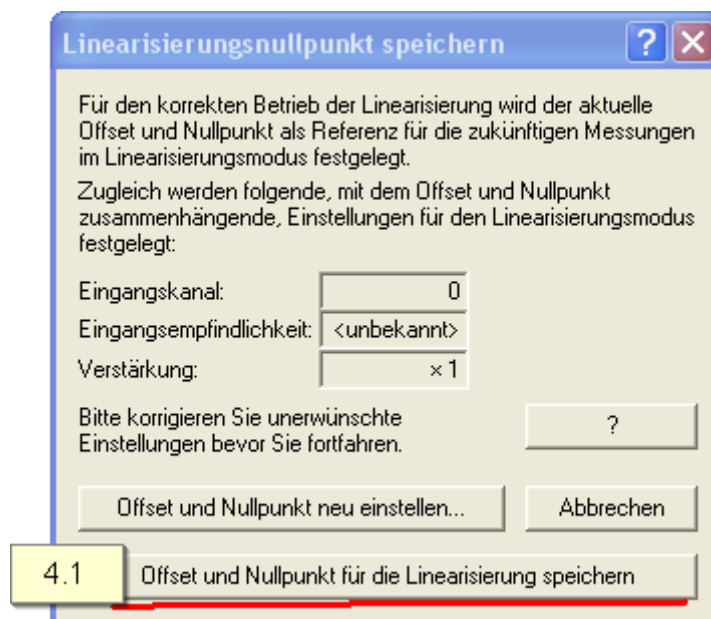 Linearisierungsnullpunkt speichern
?
Für den korrekten Betrieb der Linearisierung wird der aktuelle
Offset und Nullpunkt als Referenz für die zukünftigen Messungen
im Linearisierungsmodus festgelegt.
Zugleich werden folgende, mit dem Offset und Nullpunkt
zusammenhängende, Einstellungen für den Linearisierungsmodus
festgelegt:
Eingangskanal: 0
Eingangsempfindlichkeit: <unbekannt>
Verstärkung: × 1
Bitte korrigieren Sie unerwünschte
Einstellungen bevor Sie fortfahren.
?
Offset und Nullpunkt neu einstellen... Abbrechen
4.1 Offset und Nullpunkt für die Linearisierung speichern